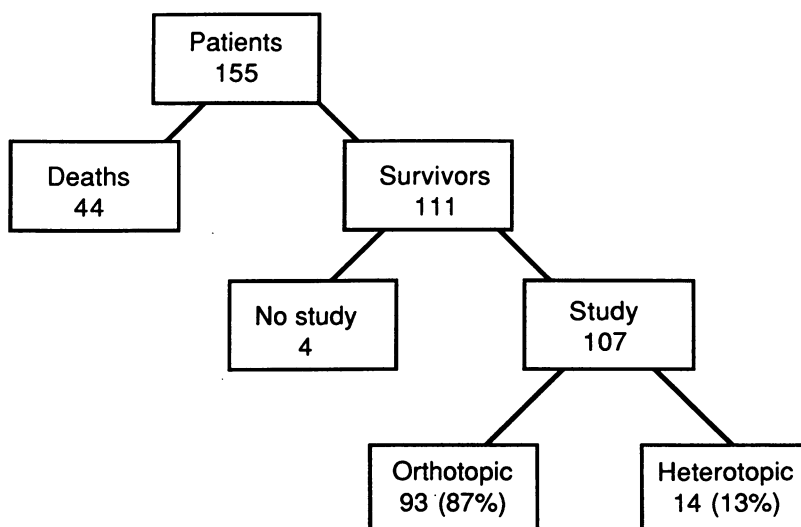 Patients
155
Deaths
44
Survivors
111
No study
4
Study
107
Orthotopic
93 (87%)
Heterotopic
14 (13%)